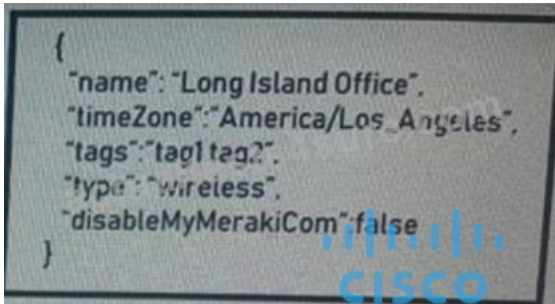 {
"name": "Long Island Office",
"timeZone":"America/Los_Angeles",
"tags":"tag1 tag2",
"type": "wireless",
"disableMyMerakiCom":false
}
CISCO